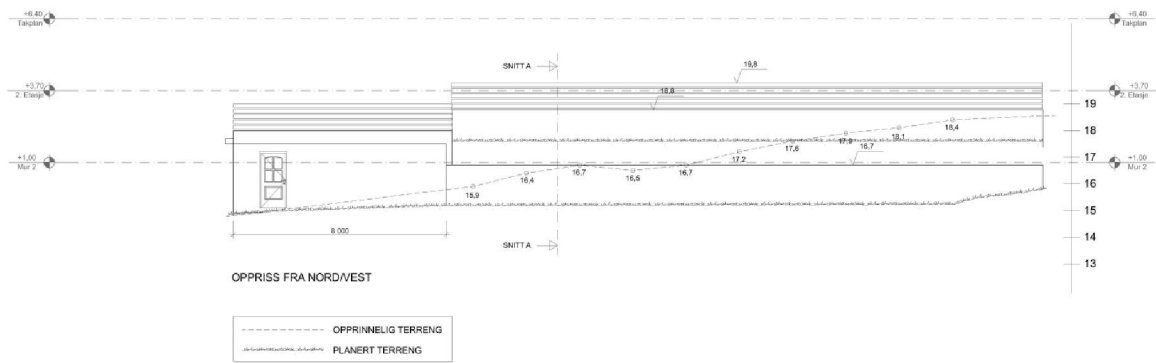 +6,40
Takplan
+6,40
Takplan
SNITT A
19,8
+3,70
2. Etasje
18,8
+3,70
2. Etasje
19
18
17
16
15
14
13
+1,00
Mur 2
+1,00
Mur 2
15,9
16,4
16,7
16,5
16,7
17,2
17,6
17,9
18,1
18,4
16,7
8 000
SNITT A
OPPRISS FRA NORD/VEST
OPPRINNELIG TERRENG
PLANERT TERRENG